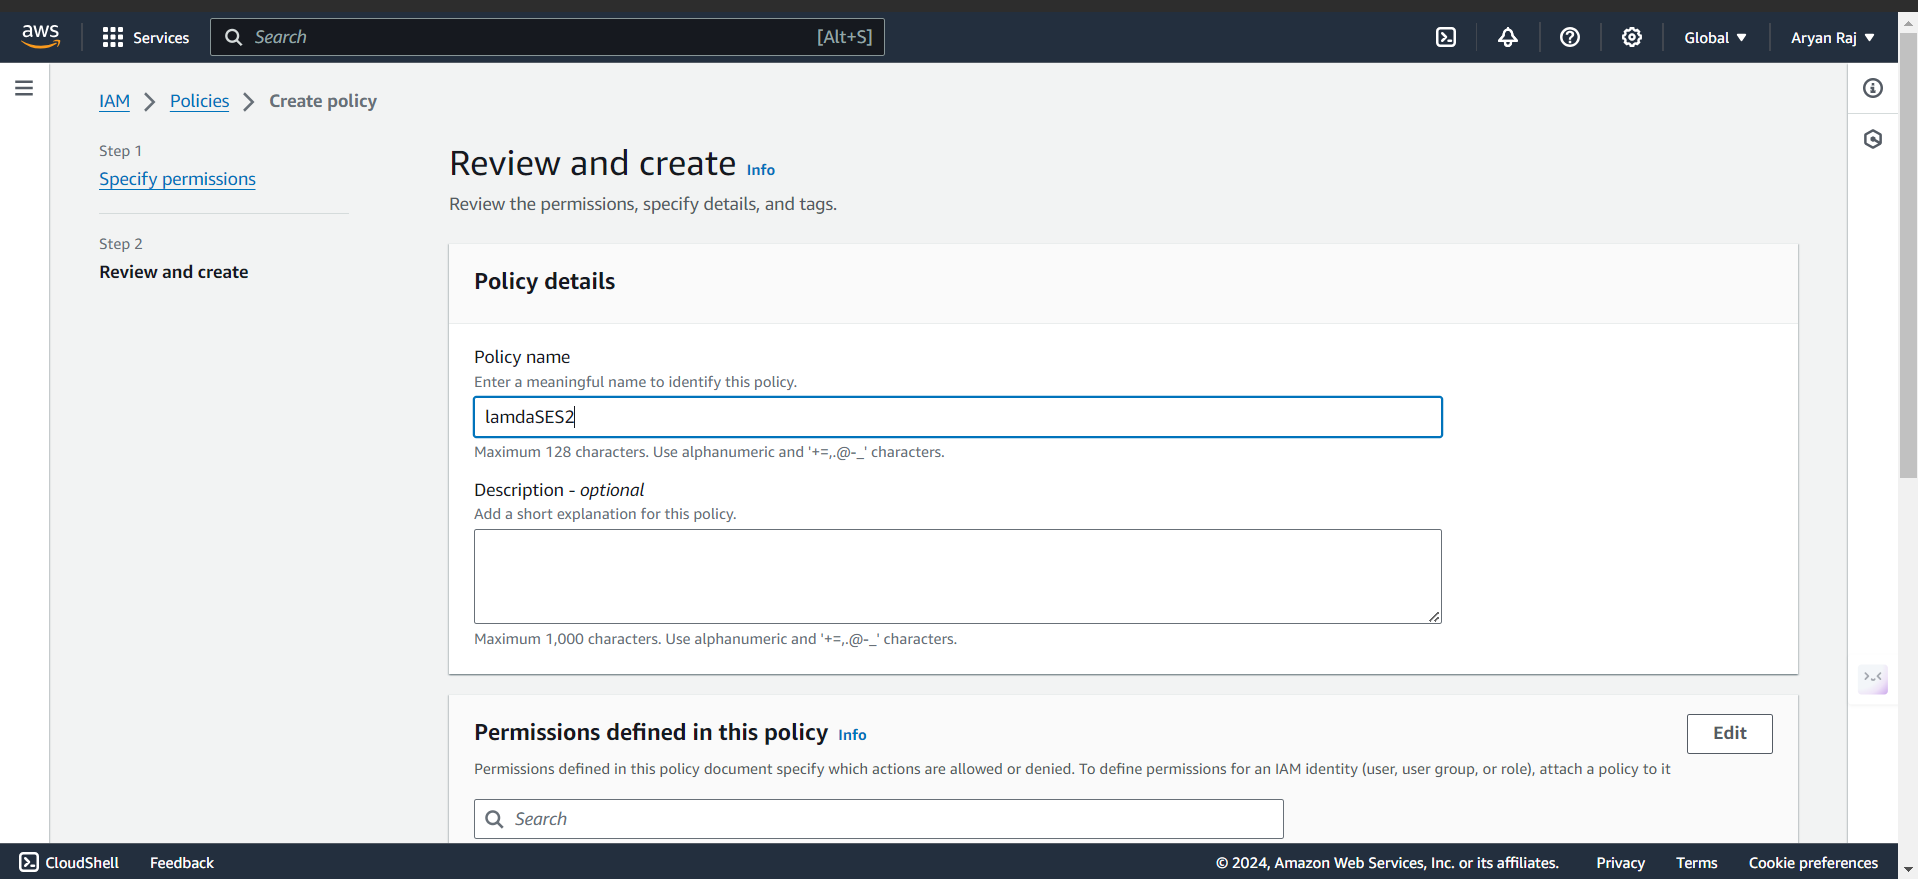 aws
Services
Search
[Alt+S]
Global
Aryan Raj
IAM
Policies
Create policy
Step 1
Specify permissions
Step 2
Review and create
Review and create Info
Review the permissions, specify details, and tags.
Policy details
Policy name
Enter a meaningful name to identify this policy.
lamdaSES2
Maximum 128 characters. Use alphanumeric and '+=,.@-_' characters.
Description - optional
Add a short explanation for this policy.
Maximum 1,000 characters. Use alphanumeric and '+=,.@-_' characters.
Permissions defined in this policy Info
Edit
Permissions defined in this policy document specify which actions are allowed or denied. To define permissions for an IAM identity (user, user group, or role), attach a policy to it
Search
CloudShell
Feedback
© 2024, Amazon Web Services, Inc. or its affiliates.
Privacy
Terms
Cookie preferences